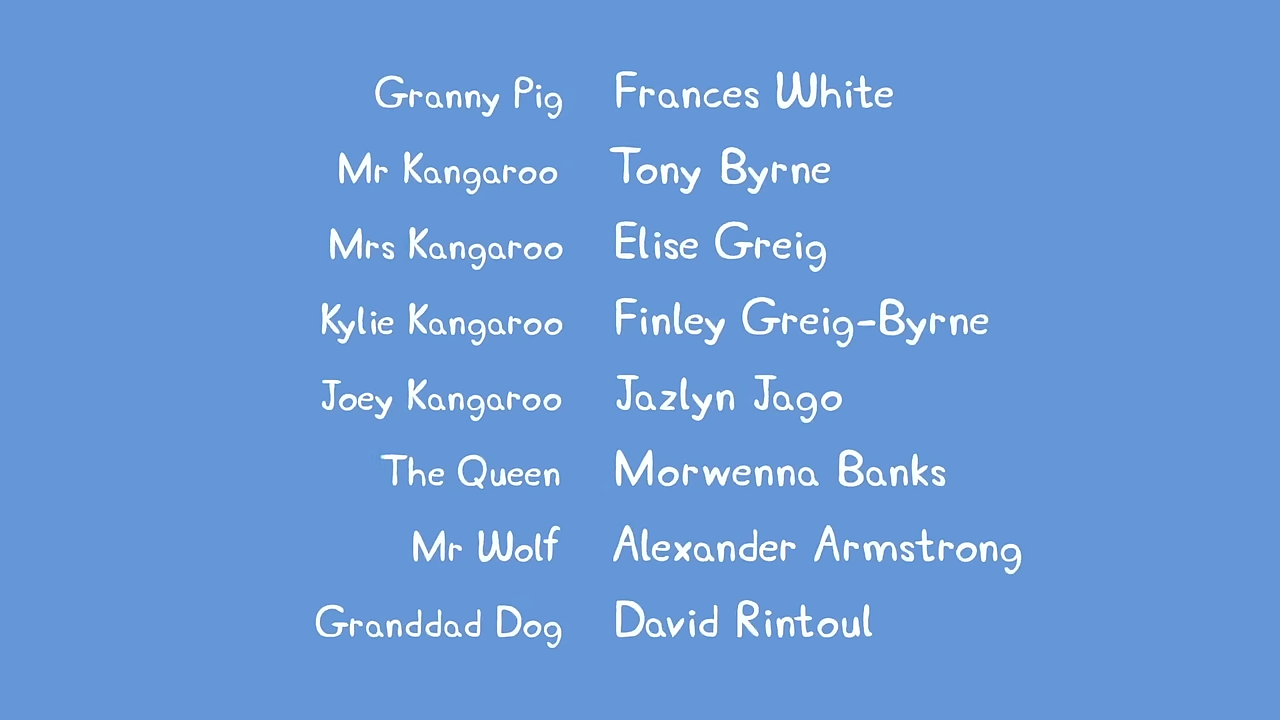 Granny Pig Frances White
Mr Kangaroo Tony Byrne
Mrs Kangaroo Elise Greig
Kylie Kangaroo Finley Greig-Byrne
Joey Kangaroo Jazlyn Jago
The Queen Morwenna Banks
Mr Wolf Alexander Armstrong
Granddad Dog David Rintoul